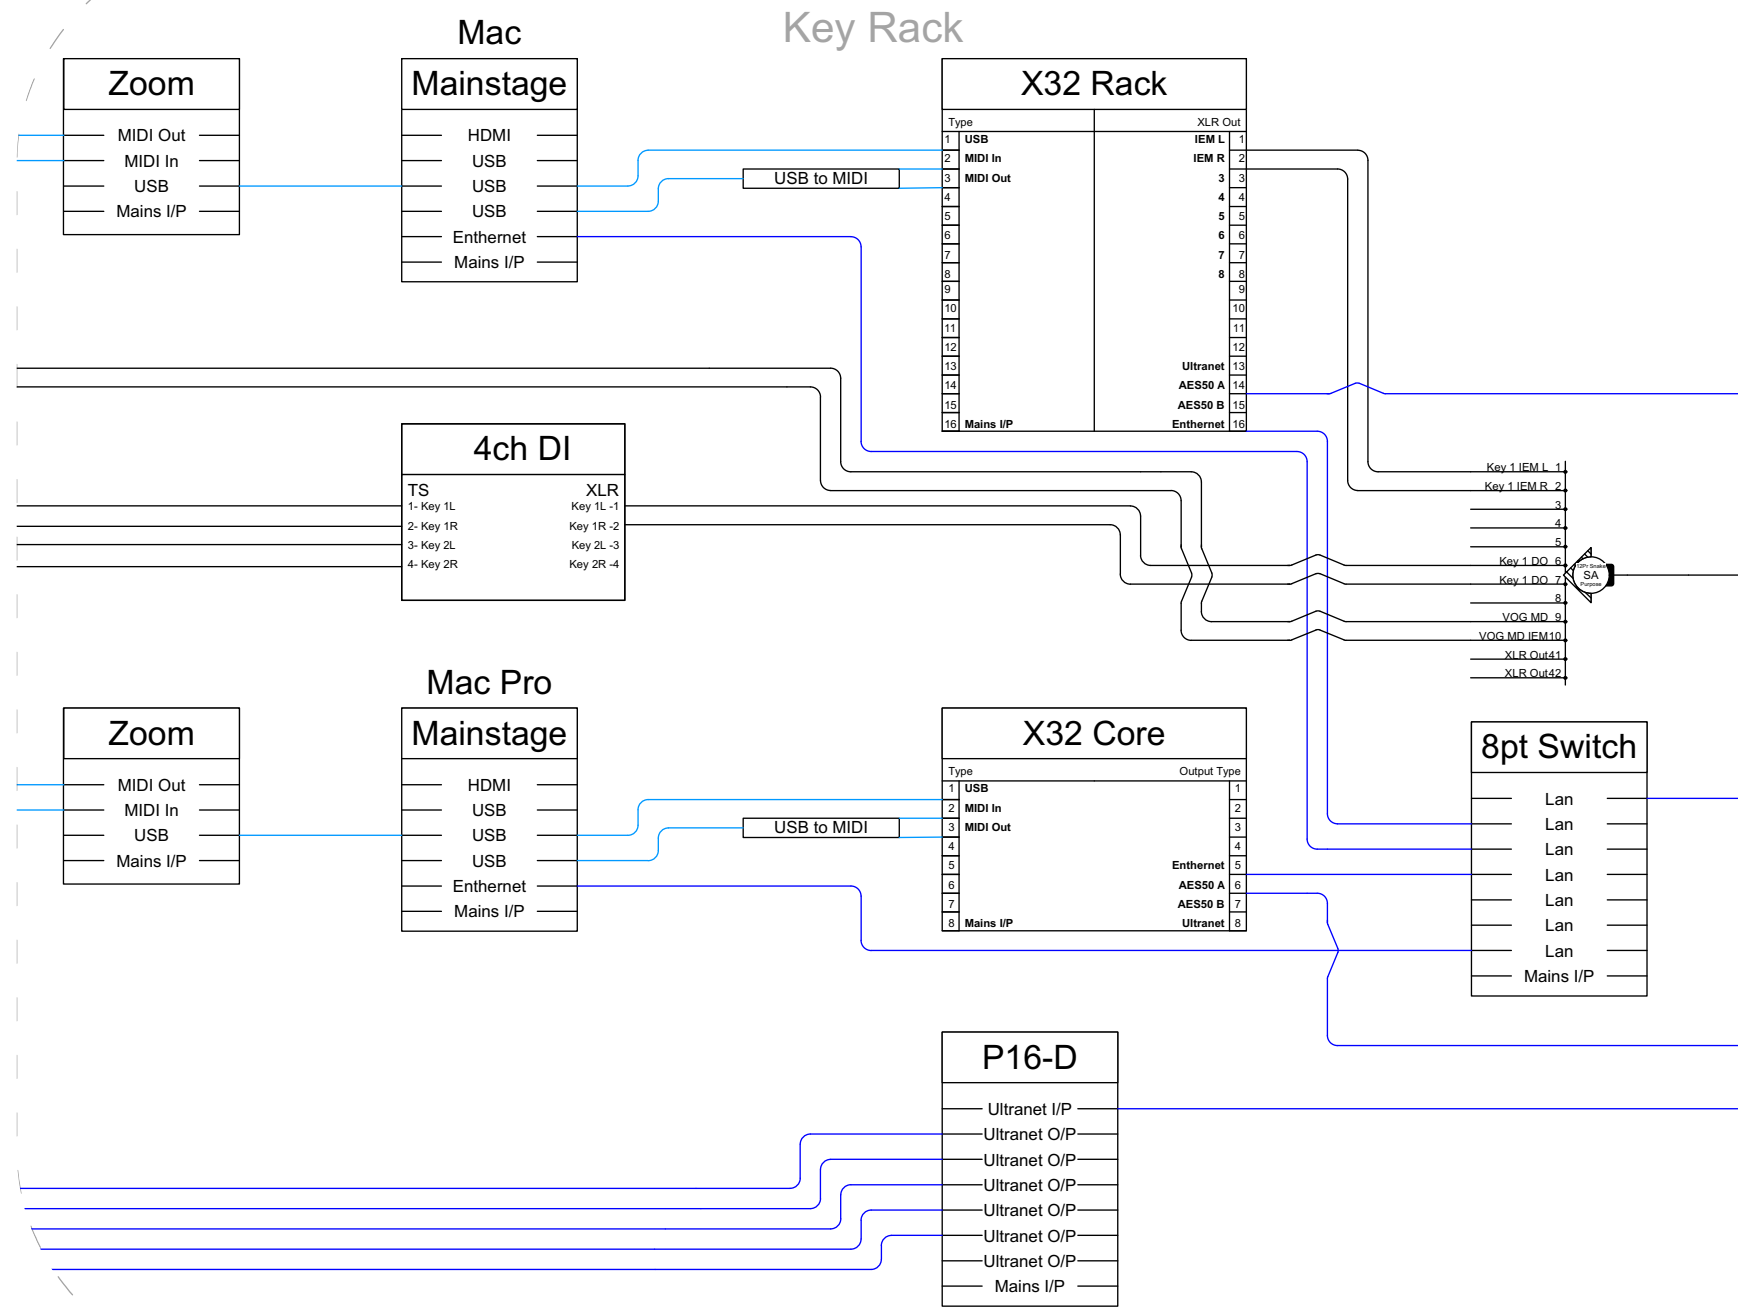 Key Rack
Mac
Zoom
MIDI Out
MIDI In
USB
Mains I/P
Mainstage
HDMI
USB
USB
USB
Enthernet
Mains I/P
USB to MIDI
X32 Rack
Type XLR Out
1 USB IEM L 1
2 MIDI In IEM R 2
3 MIDI Out 3 3
4 4 4
5 5 5
6 6 6
7 7 7
8 8 8
9 9
10 10
11 11
12 12
13 Ultranet 13
14 AES50 A 14
15 AES50 B 15
16 Mains I/P Enthernet 16
4ch DI
TS XLR
1- Key 1L Key 1L -1
2- Key 1R Key 1R -2
3- Key 2L Key 2L -3
4- Key 2R Key 2R -4
Key 1 IEM L 1
Key 1 IEM R 2
3
4
5
Key 1 DO 6
Key 1 DO 7
8
VOG MD 9
VOG MD IEM10
XLR Out41
XLR Out42
12Pr Snake
SA
Purpose
Mac Pro
Zoom
MIDI Out
MIDI In
USB
Mains I/P
Mainstage
HDMI
USB
USB
USB
Enthernet
Mains I/P
USB to MIDI
X32 Core
Type Output Type
1 USB 1
2 MIDI In 2
3 MIDI Out 3
4 4
5 Enthernet 5
6 AES50 A 6
7 AES50 B 7
8 Mains I/P Ultranet 8
8pt Switch
Lan
Lan
Lan
Lan
Lan
Lan
Lan
Mains I/P
P16-D
Ultranet I/P
Ultranet O/P
Ultranet O/P
Ultranet O/P
Ultranet O/P
Ultranet O/P
Ultranet O/P
Mains I/P